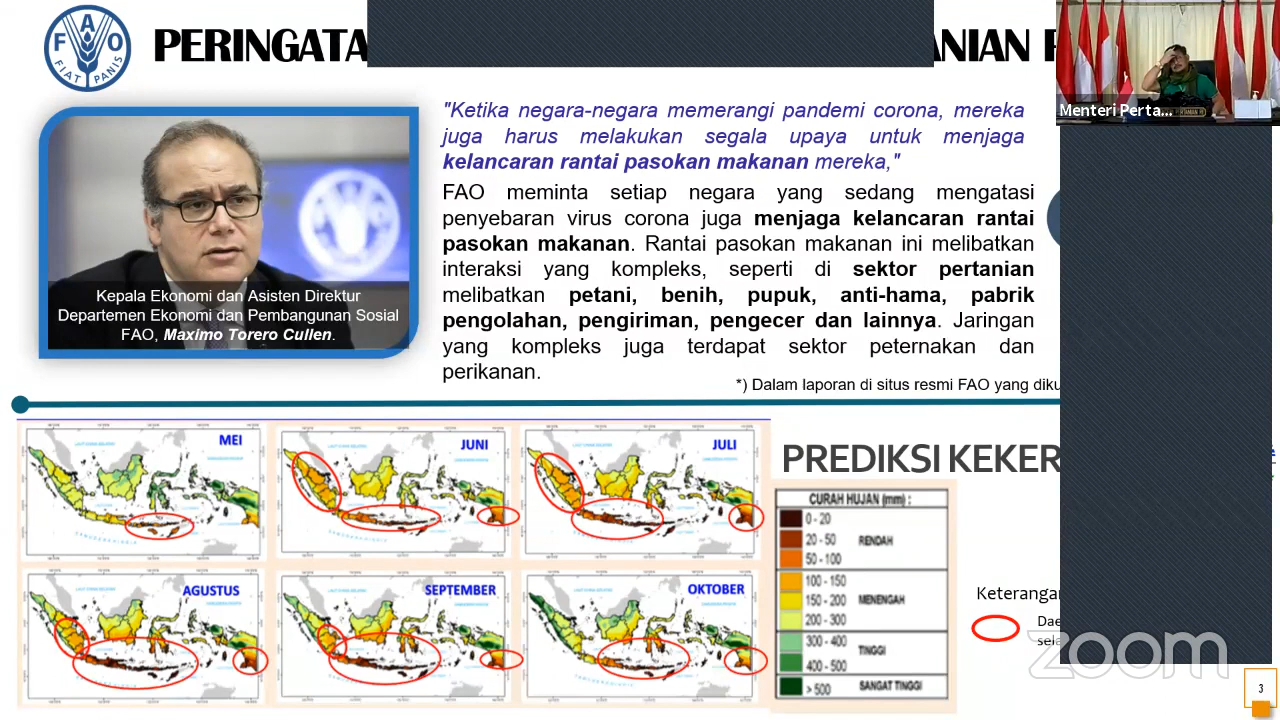 F A O
FIAT PANIS
PERINGATA
ANIAN
Menteri Perta...
"Ketika negara-negara memerangi pandemi corona, mereka
juga harus melakukan segala upaya untuk menjaga
kelancaran rantai pasokan makanan mereka,"
FAO meminta setiap negara yang sedang mengatasi
penyebaran virus corona juga menjaga kelancaran rantai
pasokan makanan. Rantai pasokan makanan ini melibatkan
interaksi yang kompleks, seperti di sektor pertanian
melibatkan petani, benih, pupuk, anti-hama, pabrik
pengolahan, pengiriman, pengecer dan lainnya. Jaringan
yang kompleks juga terdapat sektor peternakan dan
perikanan.
Kepala Ekonomi dan Asisten Direktur
Departemen Ekonomi dan Pembangunan Sosial
FAO, Maximo Torero Cullen.
*) Dalam laporan di situs resmi FAO yang diku
MEI
JUNI
JULI
AGUSTUS
SEPTEMBER
OKTOBER
PREDIKSI KEKER
CURAH HUJAN (mm) :
0 - 20
20 - 50 RENDAH
50 - 100
100 - 150
150 - 200 MENENGAH
200 - 300
300 - 400
TINGGI
400 - 500
> 500 SANGAT TINGGI
Keterangan
Dae
sela
zoom
3